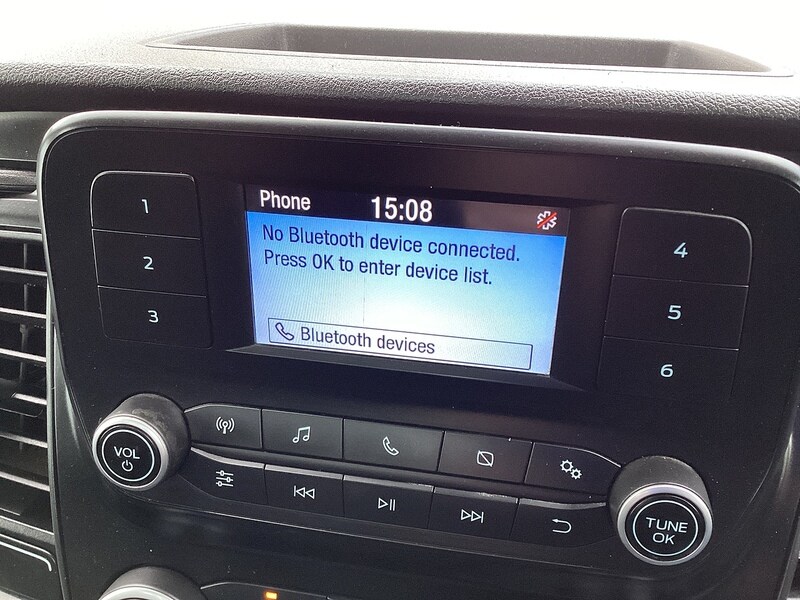 Phone 15:08
No Bluetooth device connected.
Press OK to enter device list.
Bluetooth devices
1
2
3
4
5
6
VOL
TUNE
OK